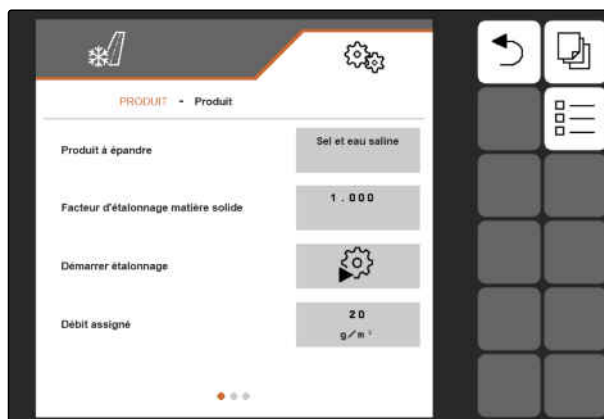 PRODUIT - Produit
Produit à épandre
Sel et eau saline
Facteur d'étalonnage matière solide
1.000
Démarrer étalonnage
Débit assigné
20
g/m²